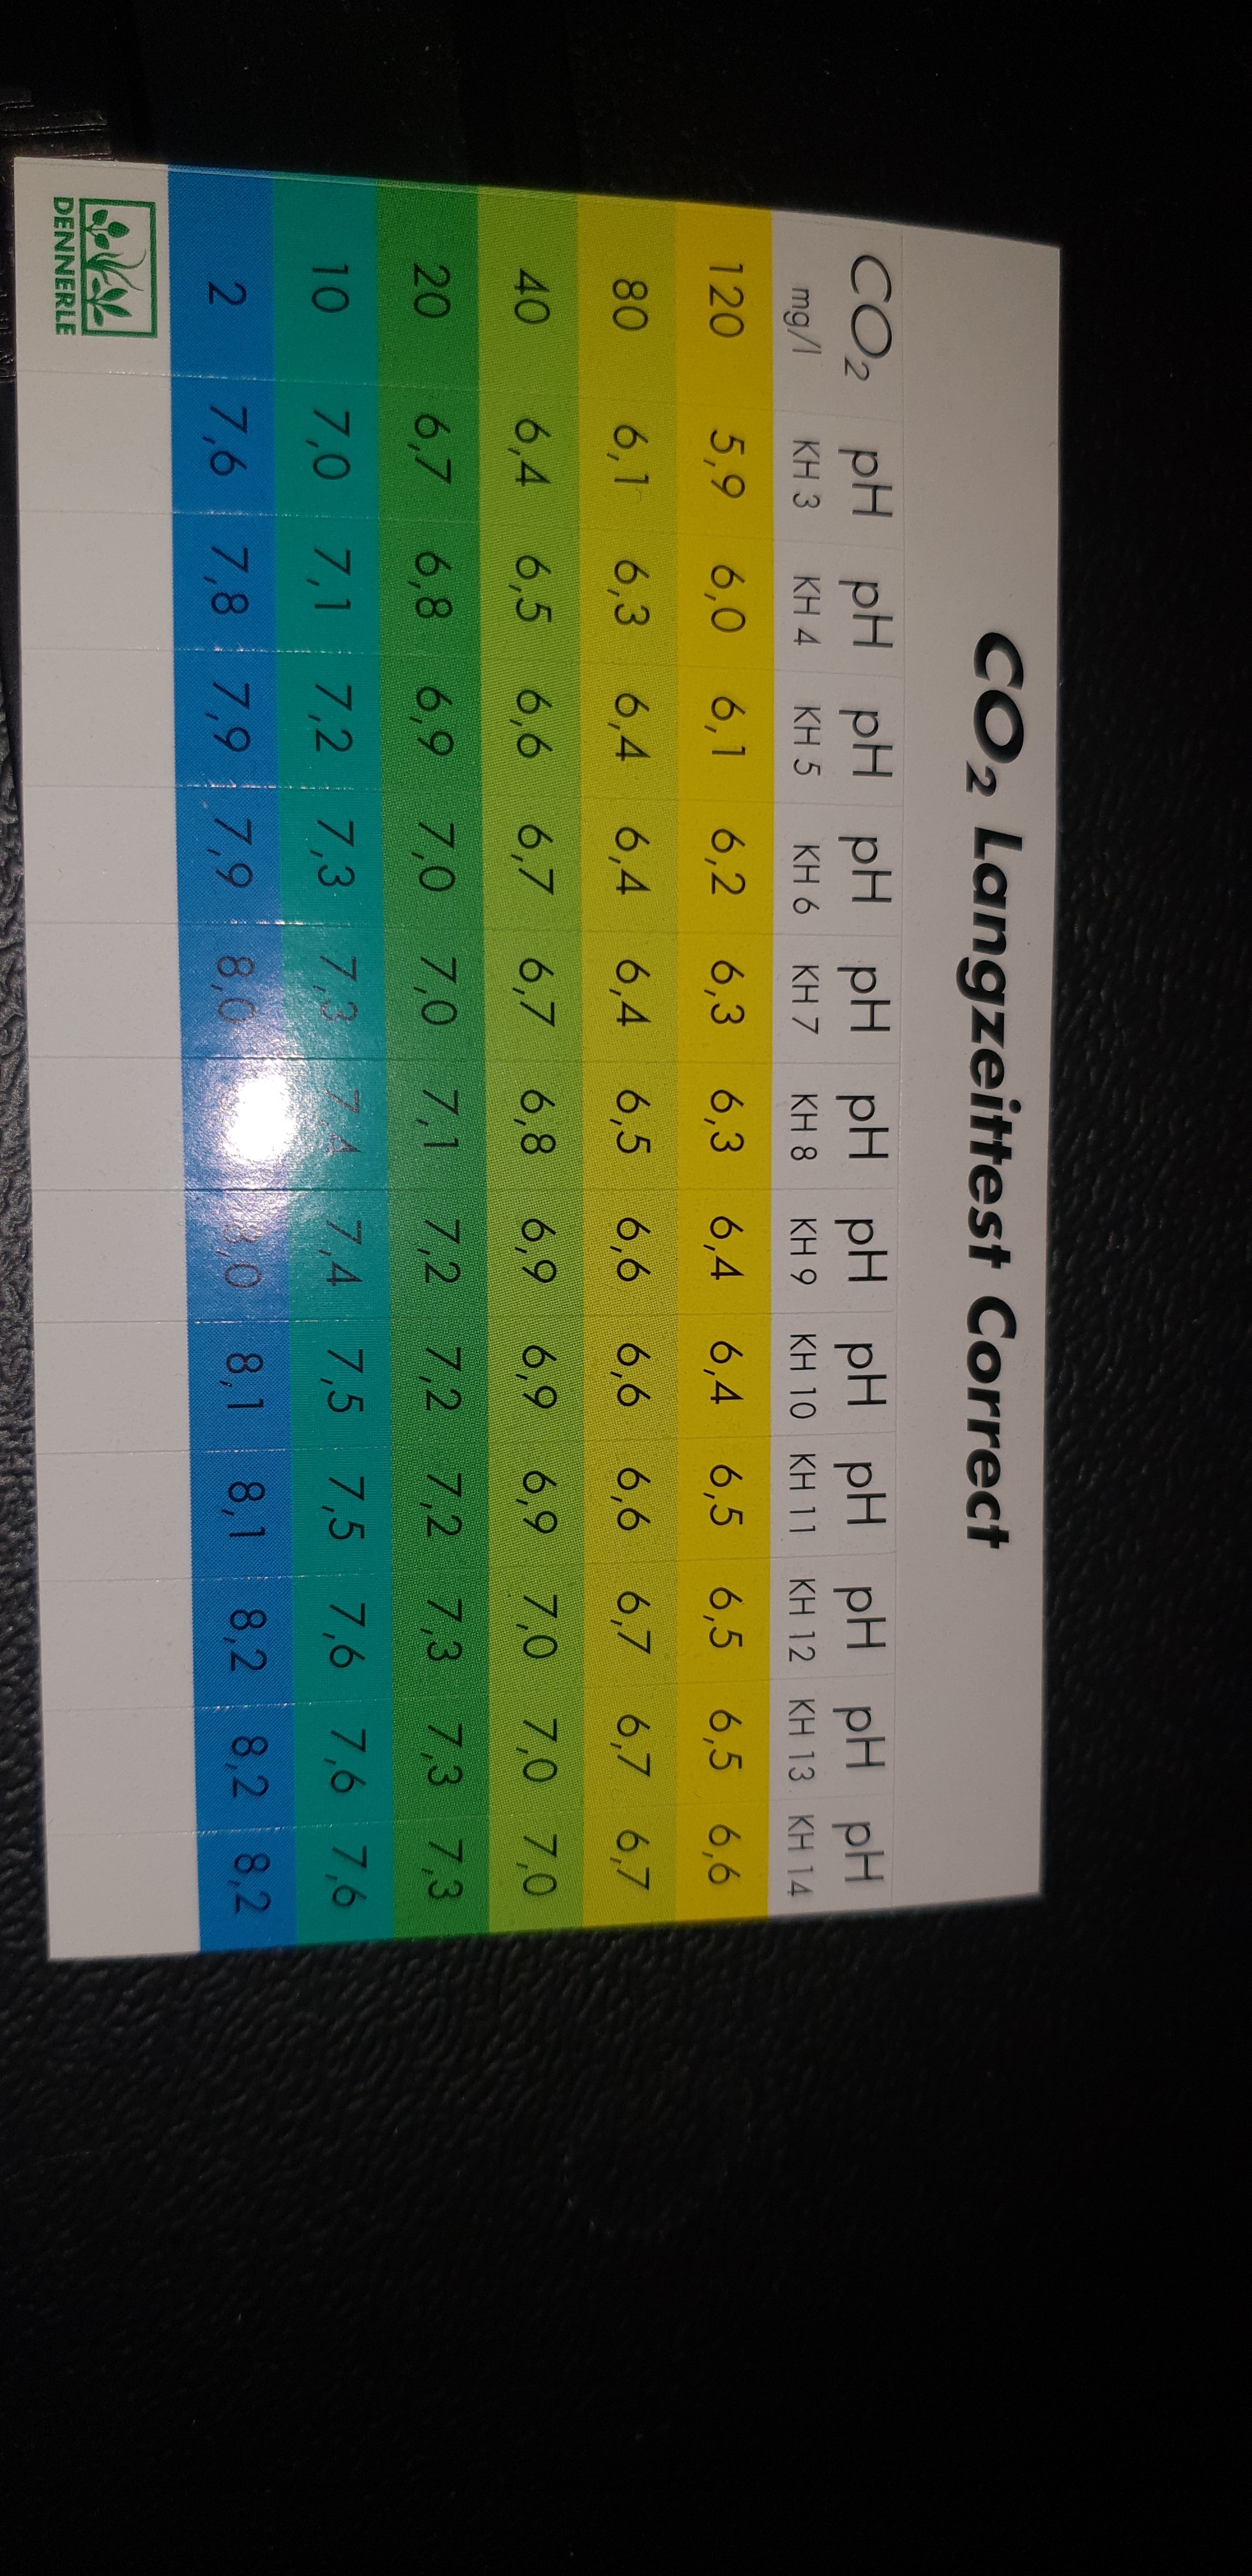 CO₂ Langzeittest Correct
CO₂ pH pH pH pH pH pH pH pH pH pH pH pH
mg/l KH 3 KH 4 KH 5 KH 6 KH 7 KH 8 KH 9 KH 10 KH 11 KH 12 KH 13 KH 14
120 5,9 6,0 6,1 6,2 6,3 6,3 6,4 6,4 6,5 6,5 6,5 6,6
80 6,1 6,3 6,4 6,4 6,4 6,5 6,6 6,6 6,6 6,7 6,7 6,7
40 6,4 6,5 6,6 6,7 6,7 6,8 6,9 6,9 6,9 7,0 7,0 7,0
20 6,7 6,8 6,9 7,0 7,0 7,1 7,2 7,2 7,2 7,3 7,3 7,3
10 7,0 7,1 7,2 7,3 7,3 7,4 7,4 7,5 7,5 7,6 7,6 7,6
2 7,6 7,8 7,9 7,9 8,0 8,0 8,1 8,1 8,2 8,2 8,2
DENNERLE